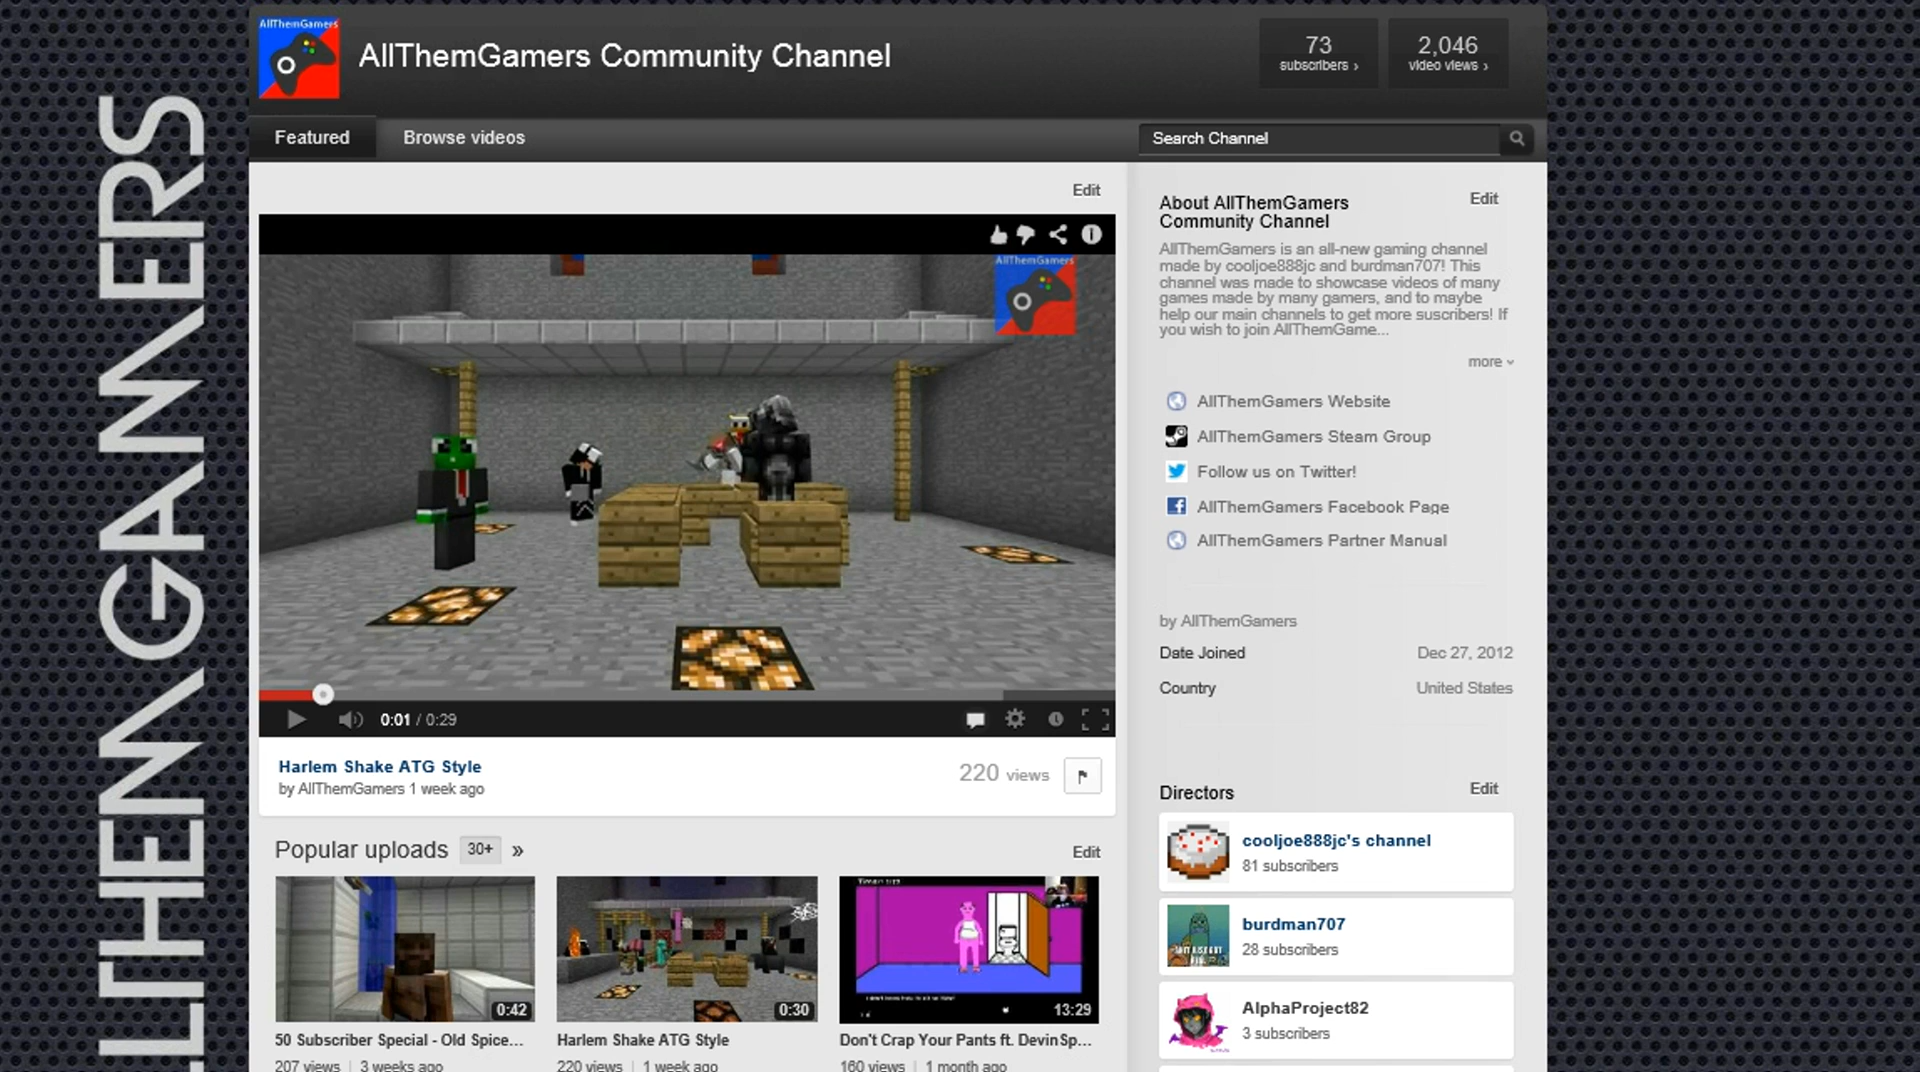 ALLTHEMGAMERS
AllThemGamers
AllThemGamers Community Channel
73
subscribers ›
2,046
video views ›
Featured
Browse videos
Search Channel
Edit
AllThemGamers
0:01 / 0:29
Harlem Shake ATG Style
by AllThemGamers 1 week ago
220 views
Popular uploads 30+ »
Edit
0:42
50 Subscriber Special - Old Spice...
207 views | 3 weeks ago
0:30
Harlem Shake ATG Style
220 views | 1 week ago
13:29
Don't Crap Your Pants ft. DevinSp...
160 views | 1 month ago
About AllThemGamers
Community Channel
Edit
AllThemGamers is an all-new gaming channel
made by cooljoe888jc and burdman707! This
channel was made to showcase videos of many
games made by many gamers, and to maybe
help our main channels to get more suscribers! If
you wish to join AllThemGame...
more
AllThemGamers Website
AllThemGamers Steam Group
Follow us on Twitter!
AllThemGamers Facebook Page
AllThemGamers Partner Manual
by AllThemGamers
Date Joined Dec 27, 2012
Country United States
Directors
Edit
cooljoe888jc's channel
81 subscribers
burdman707
28 subscribers
AlphaProject82
3 subscribers